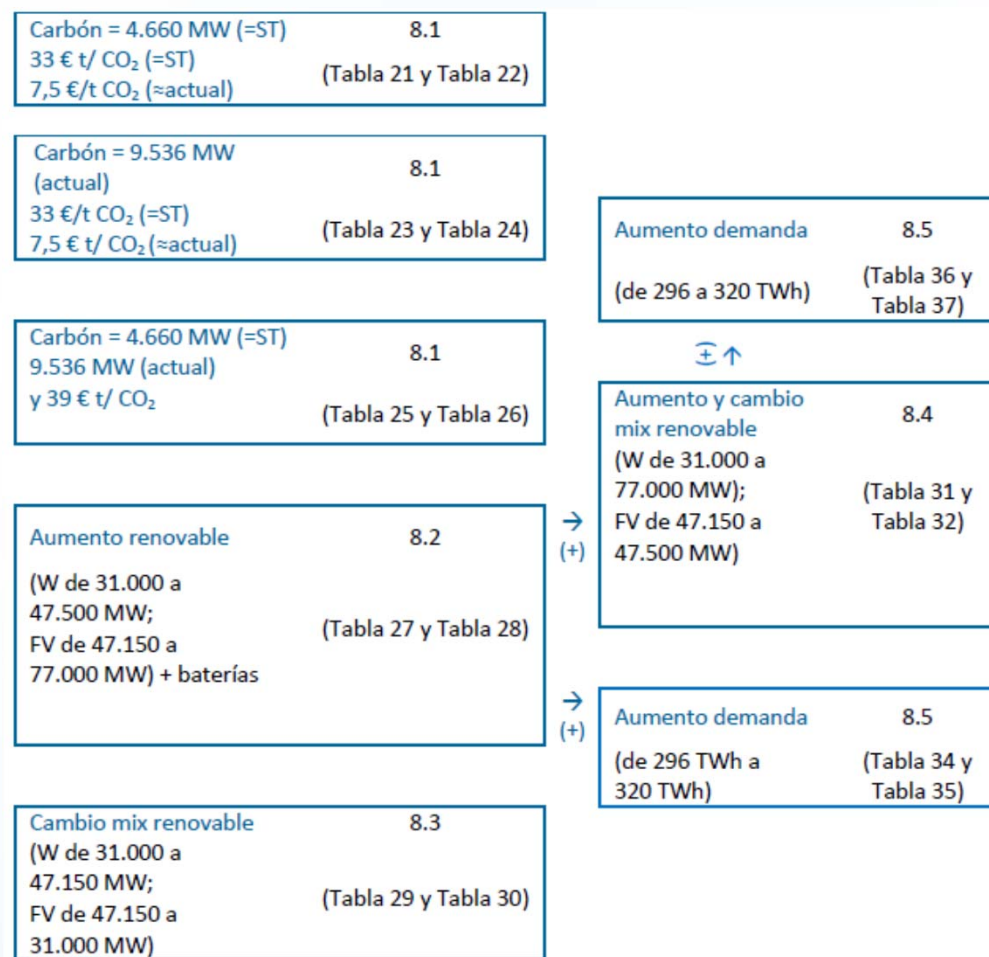 Carbón = 4.660 MW (=ST)
33 € t/ CO₂ (=ST)
7,5 €/t CO₂ (≈actual)
8.1
(Tabla 21 y Tabla 22)
Carbón = 9.536 MW
(actual)
33 €/t CO₂ (=ST)
7,5 € t/ CO₂ (≈actual)
8.1
(Tabla 23 y Tabla 24)
Carbón = 4.660 MW (=ST)
9.536 MW (actual)
y 39 € t/ CO₂
8.1
(Tabla 25 y Tabla 26)
Aumento renovable
8.2
(W de 31.000 a
47.500 MW;
FV de 47.150 a
77.000 MW) + baterías
(Tabla 27 y Tabla 28)
Cambio mix renovable
8.3
(W de 31.000 a
47.150 MW;
FV de 47.150 a
31.000 MW)
(Tabla 29 y Tabla 30)
→
(+)
→
(+)
Aumento demanda
8.5
(de 296 a 320 TWh)
(Tabla 36 y
Tabla 37)
(+) ↑
Aumento y cambio
mix renovable
8.4
(W de 31.000 a
77.000 MW);
FV de 47.150 a
47.500 MW)
(Tabla 31 y
Tabla 32)
Aumento demanda
8.5
(de 296 TWh a
320 TWh)
(Tabla 34 y
Tabla 35)